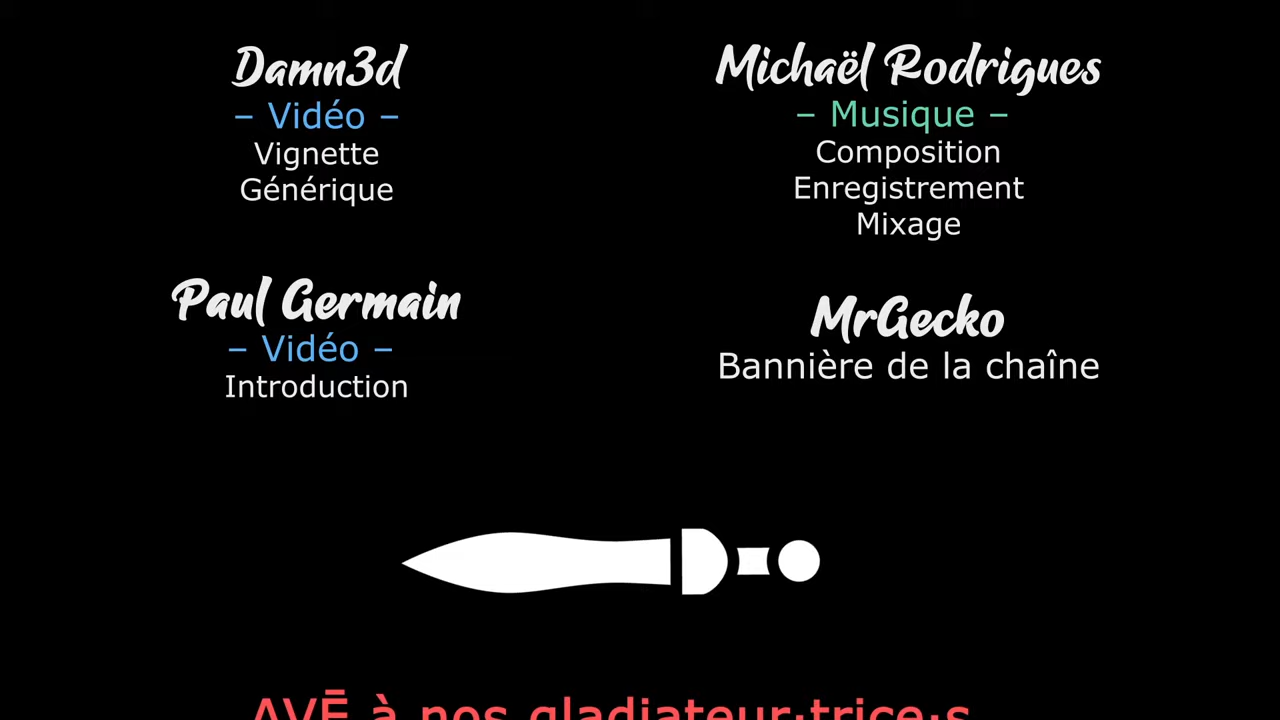 Damn3d
– Vidéo –
Vignette
Générique
Michaël Rodrigues
– Musique –
Composition
Enregistrement
Mixage
Paul Germain
– Vidéo –
Introduction
MrGecko
Bannière de la chaîne
AVĒ à nos gladiateur·trice·s